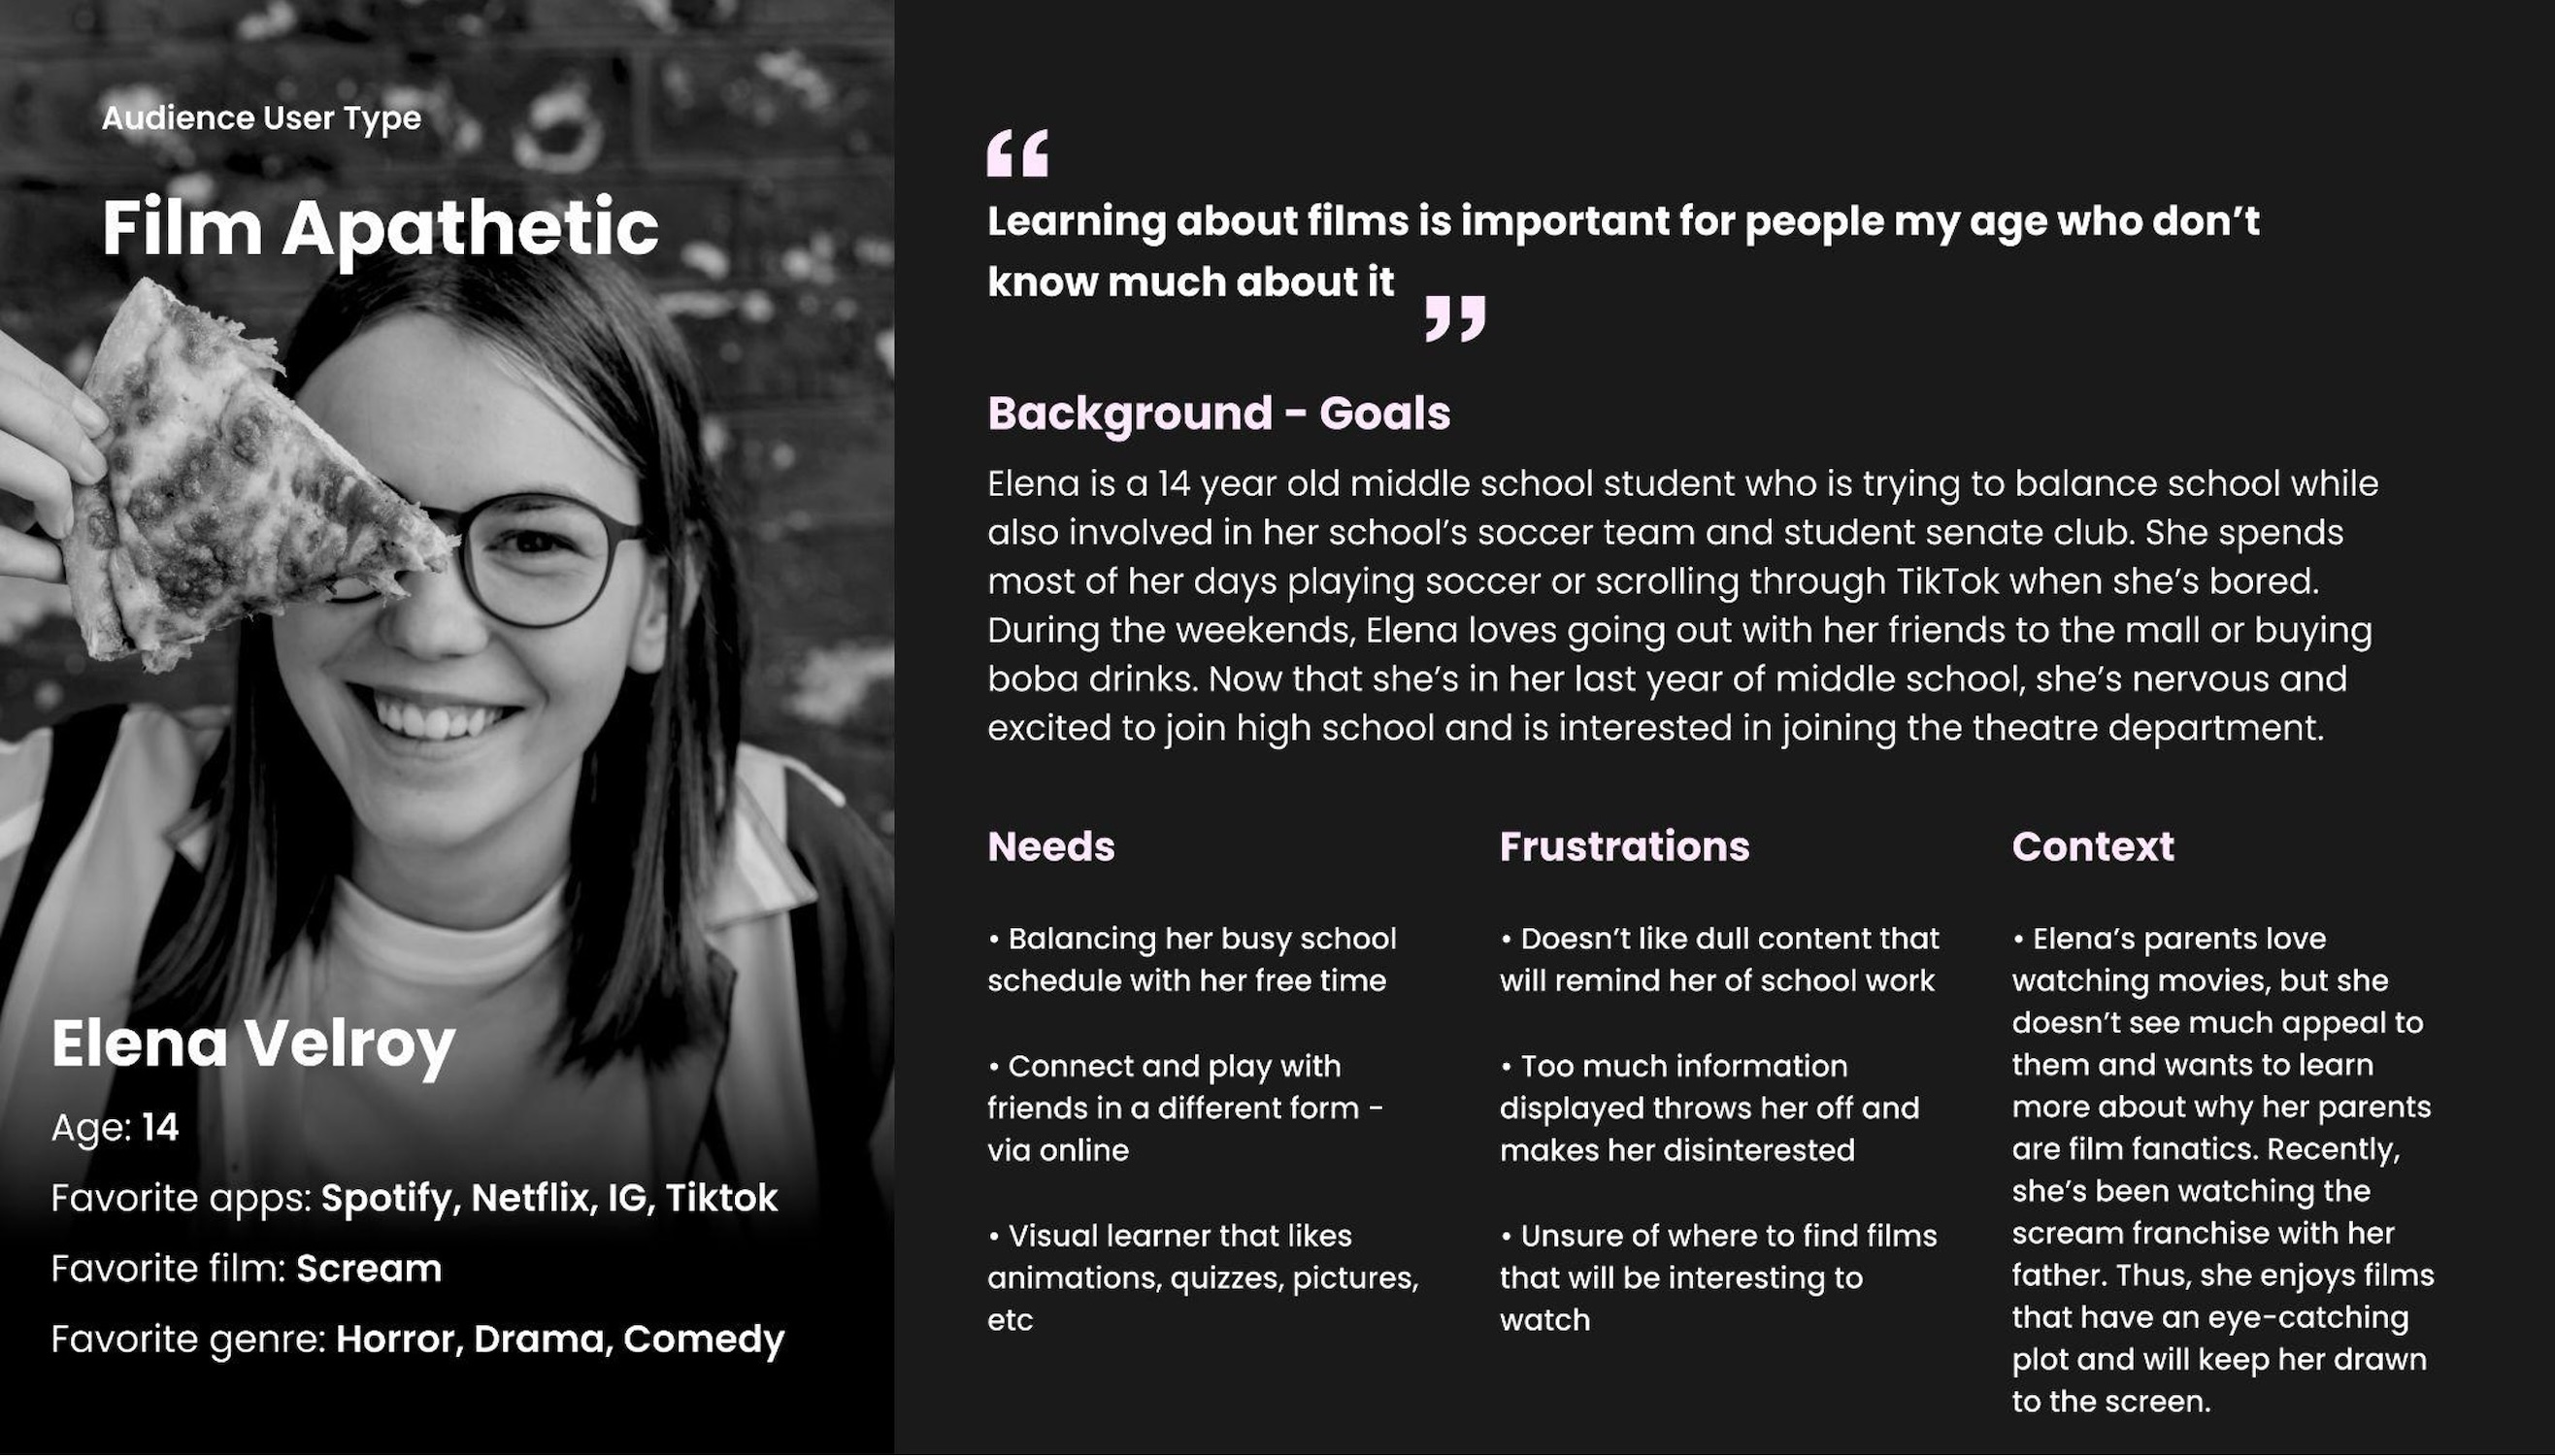 Audience User Type
Film Apathetic
Elena Velroy
Age: 14
Favorite apps: Spotify, Netflix, IG, Tiktok
Favorite film: Scream
Favorite genre: Horror, Drama, Comedy
“
Learning about films is important for people my age who don’t
know much about it
”
Background - Goals
Elena is a 14 year old middle school student who is trying to balance school while
also involved in her school’s soccer team and student senate club. She spends
most of her days playing soccer or scrolling through TikTok when she’s bored.
During the weekends, Elena loves going out with her friends to the mall or buying
boba drinks. Now that she’s in her last year of middle school, she’s nervous and
excited to join high school and is interested in joining the theatre department.
Needs
• Balancing her busy school
schedule with her free time
• Connect and play with
friends in a different form -
via online
• Visual learner that likes
animations, quizzes, pictures,
etc
Frustrations
• Doesn’t like dull content that
will remind her of school work
• Too much information
displayed throws her off and
makes her disinterested
• Unsure of where to find films
that will be interesting to
watch
Context
• Elena’s parents love
watching movies, but she
doesn’t see much appeal to
them and wants to learn
more about why her parents
are film fanatics. Recently,
she’s been watching the
scream franchise with her
father. Thus, she enjoys films
that have an eye-catching
plot and will keep her drawn
to the screen.